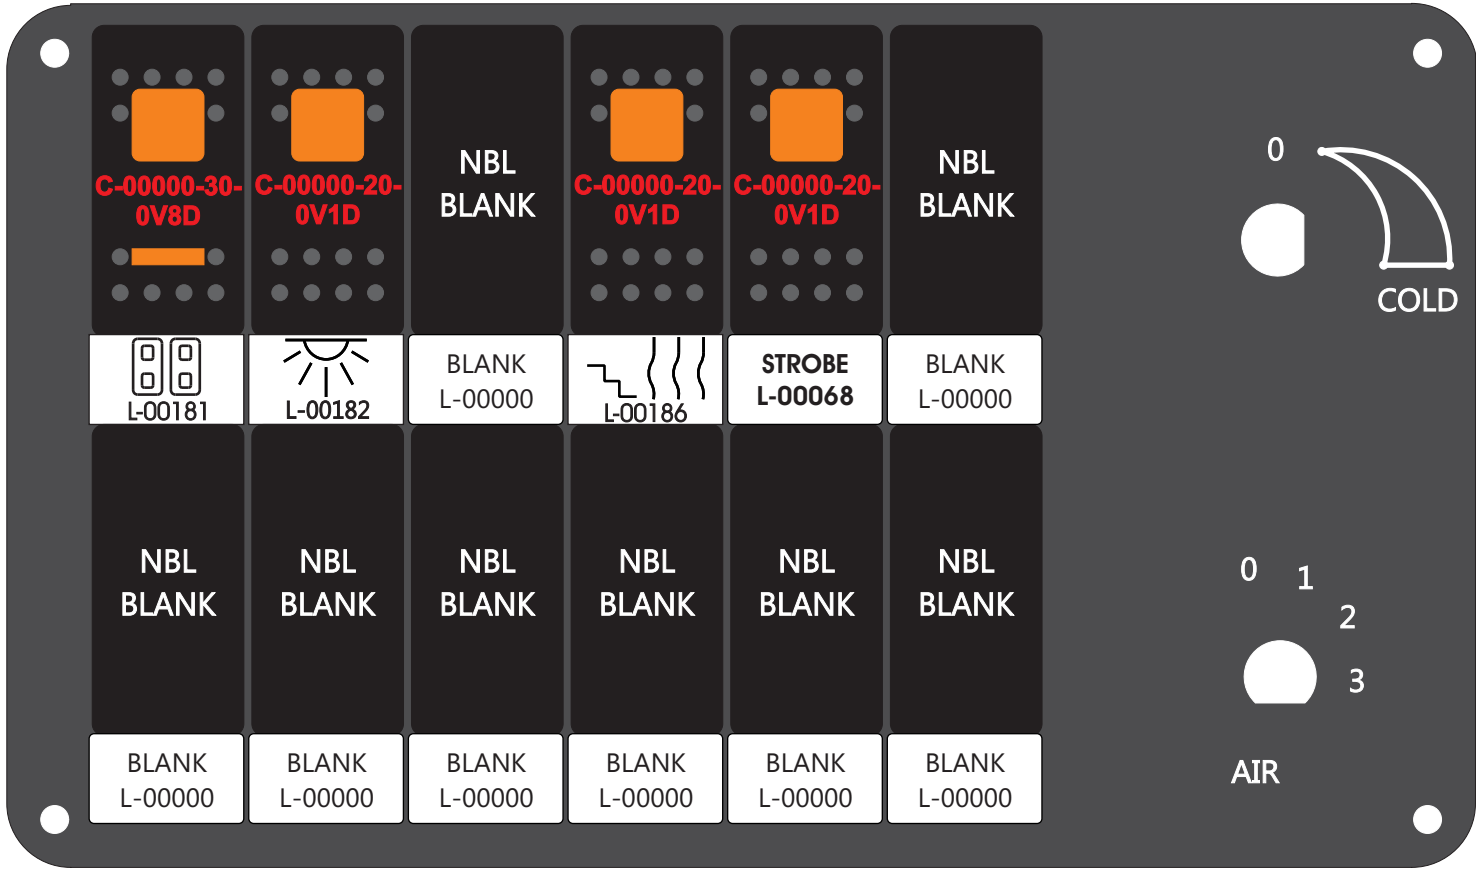 C-00000-30-
0V8D
C-00000-20-
0V1D
NBL
BLANK
C-00000-20-
0V1D
C-00000-20-
0V1D
NBL
BLANK
L-00181
L-00182
BLANK
L-00000
L-00186
STROBE
L-00068
BLANK
L-00000
0
COLD
NBL
BLANK
NBL
BLANK
NBL
BLANK
NBL
BLANK
NBL
BLANK
NBL
BLANK
BLANK
L-00000
BLANK
L-00000
BLANK
L-00000
BLANK
L-00000
BLANK
L-00000
BLANK
L-00000
0
1
2
3
AIR